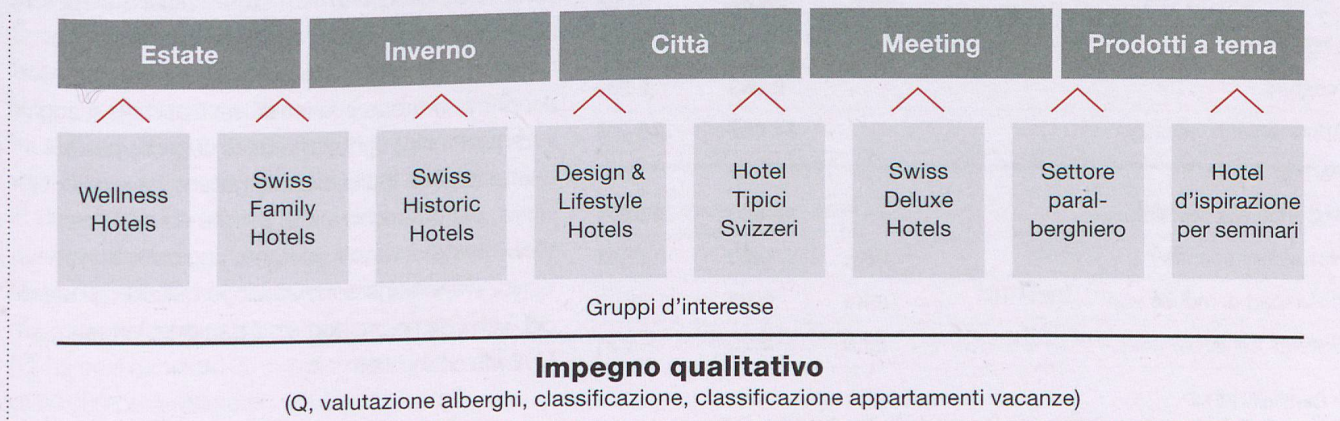 Estate
Inverno
Città
Meeting
Prodotti a tema
Wellness
Hotels
Swiss
Family
Hotels
Swiss
Historic
Hotels
Design &
Lifestyle
Hotels
Hotel
Tipici
Svizzeri
Swiss
Deluxe
Hotels
Settore
paral-
berghiero
Hotel
d’ispirazione
per seminari
Gruppi d’interesse
Impegno qualitativo
(Q, valutazione alberghi, classificazione, classificazione appartamenti vacanze)